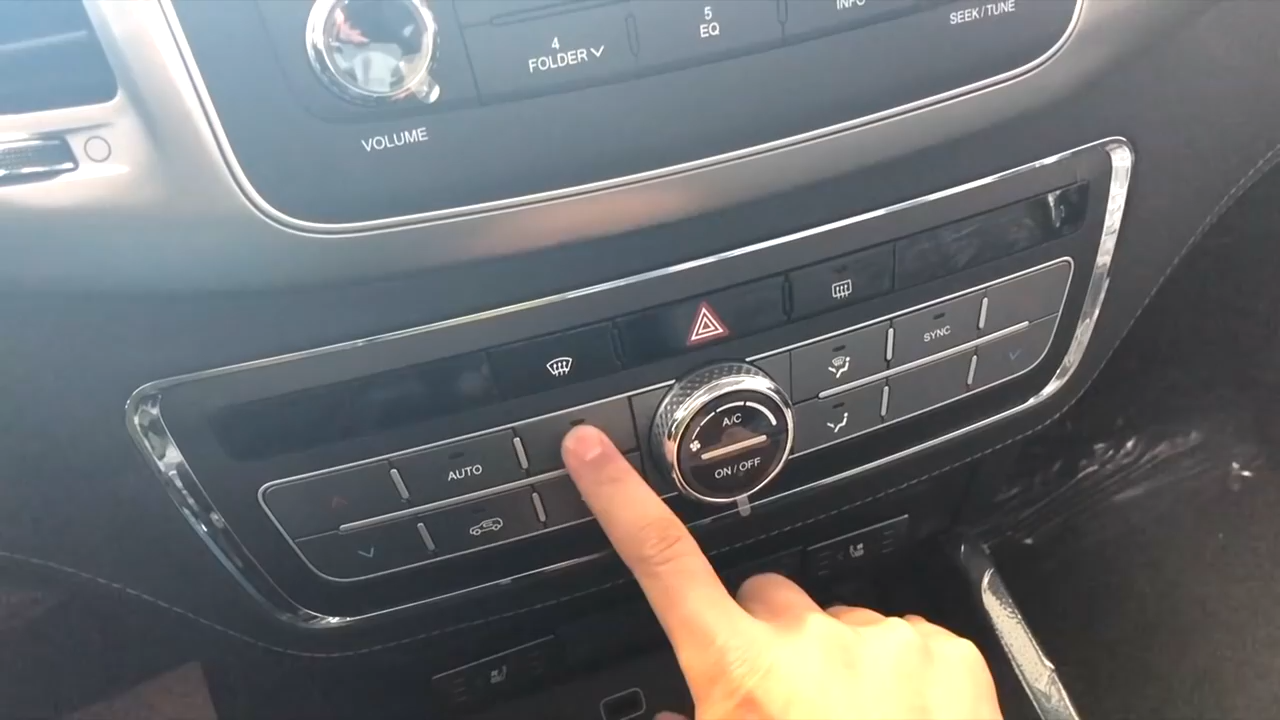 4
FOLDER
5
EQ
INFO
SEEK / TUNE
VOLUME
AUTO
A/C
ON / OFF
SYNC